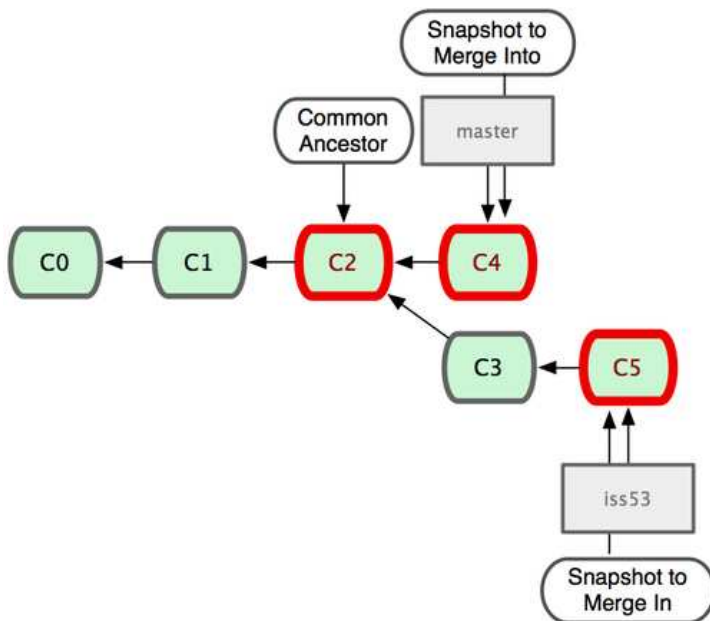 Snapshot to
Merge Into
Common
Ancestor
master
C0
C1
C2
C4
C3
C5
iss53
Snapshot to
Merge In